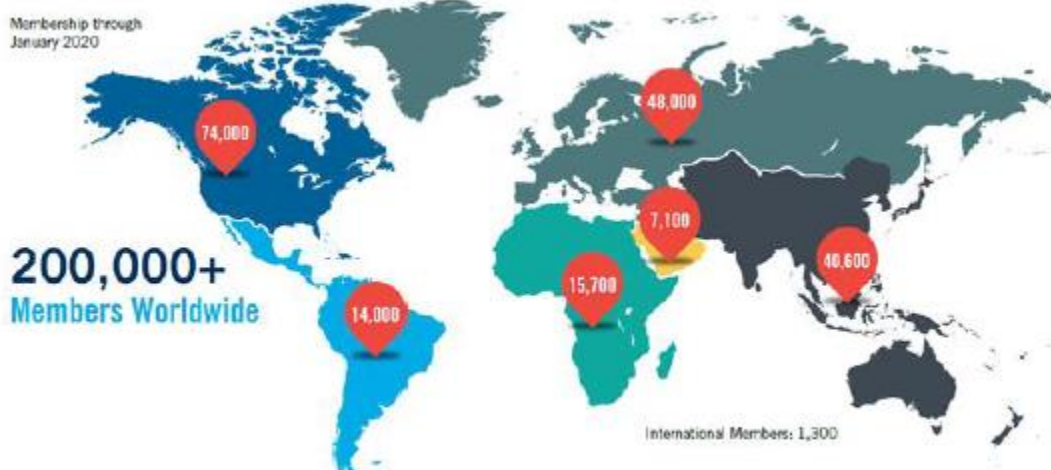 Membership through
January 2020
74,000
48,000
7,100
200,000+
Members Worldwide
14,000
15,700
40,600
International Members: 1,300